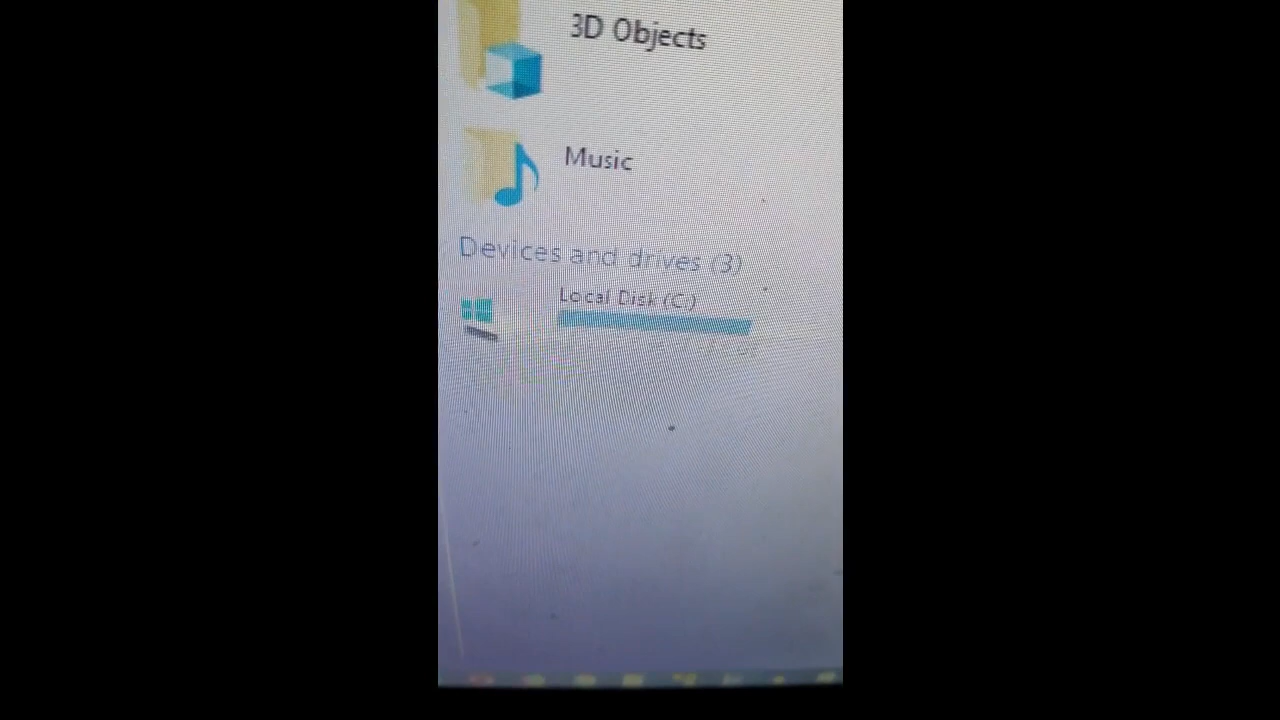 3D Objects
Music
Devices and drives (3)
Local Disk (C:)